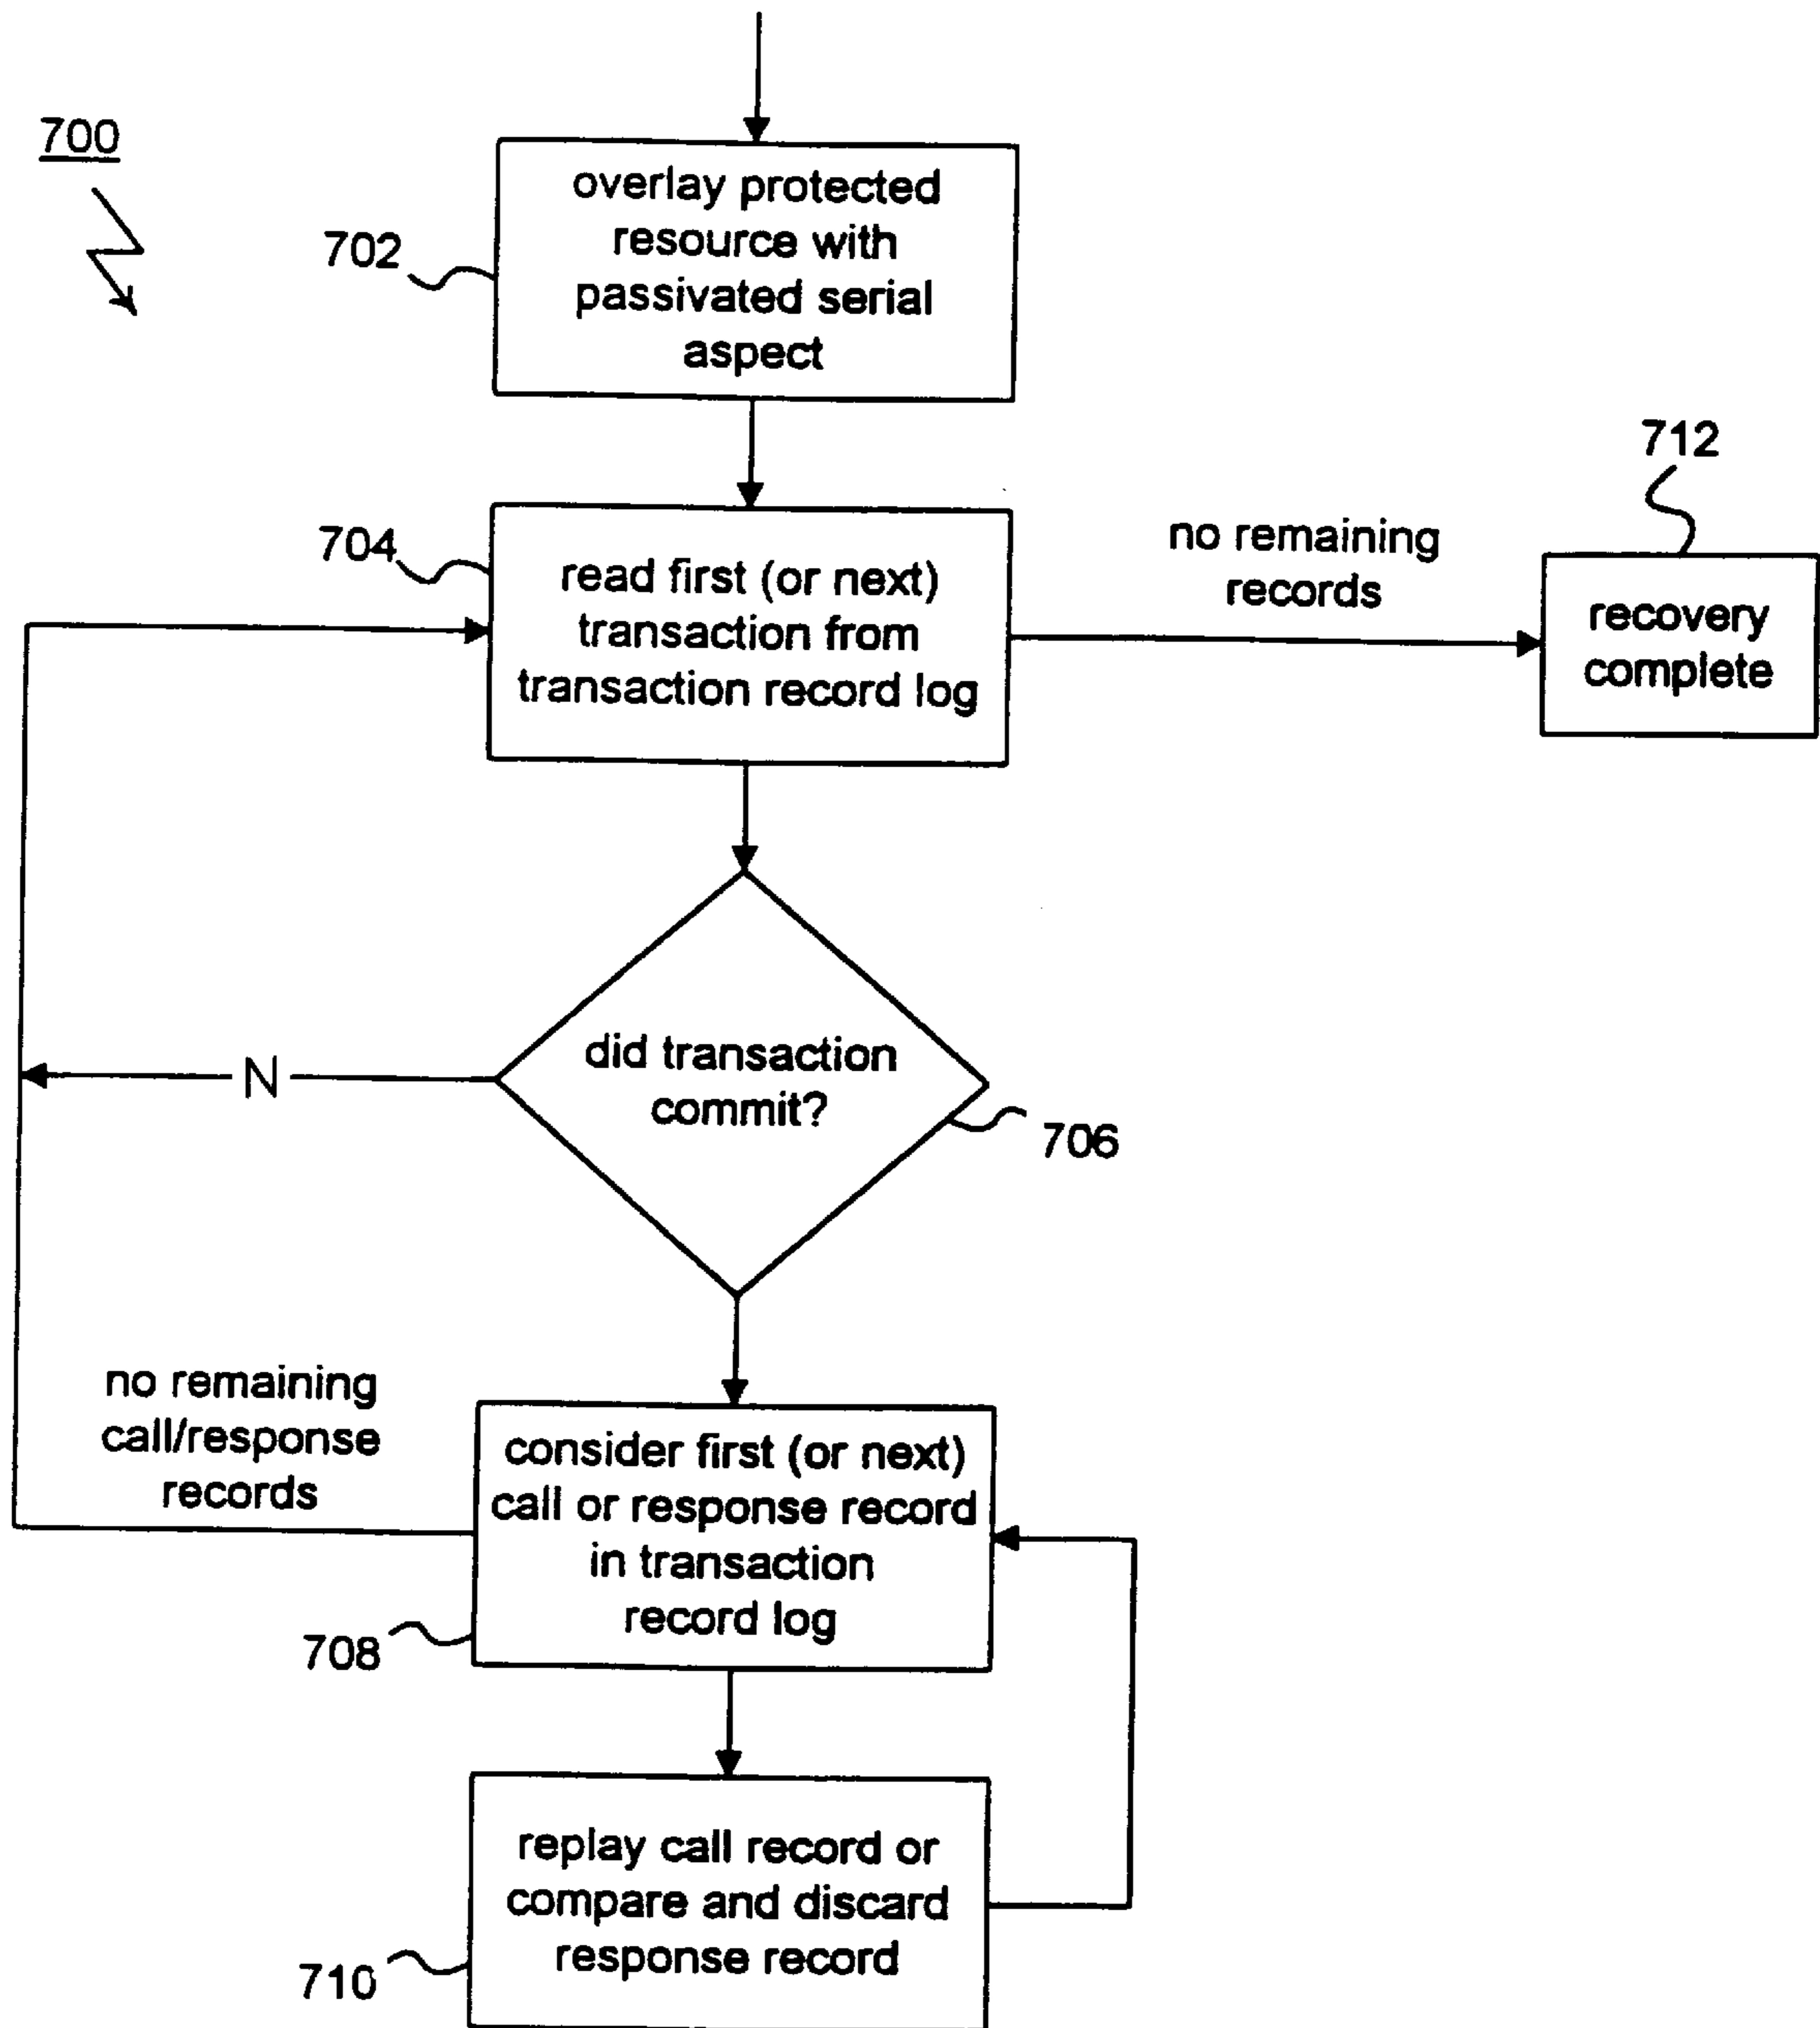 700
overlay protected
resource with
passivated serial
aspect
702
712
704
read first (or next)
transaction from
transaction record log
no remaining
records
recovery
complete
did transaction
commit?
N
706
no remaining
call/response
records
consider first (or next)
call or response record
in transaction
record log
708
replay call record or
compare and discard
response record
710